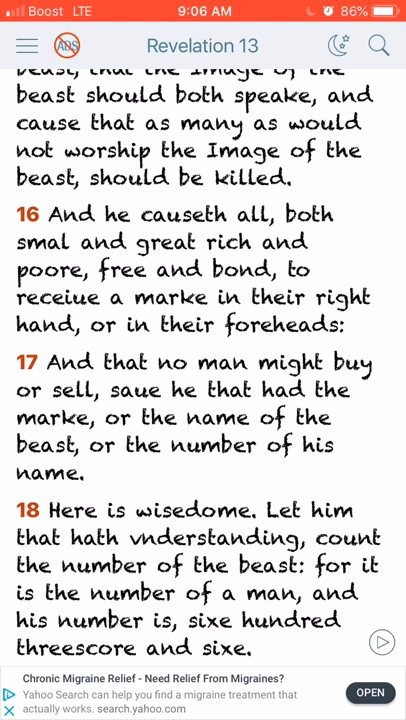 Boost LTE 9:06 AM 86%
ADS Revelation 13
beast, that the Image of the
beast should both speake, and
cause that as many as would
not worship the Image of the
beast, should be killed.
16 And he causeth all, both
smal and great rich and
poore, free and bond, to
receiue a marke in their right
hand, or in their foreheads:
17 And that no man might buy
or sell, saue he that had the
marke, or the name of the
beast, or the number of his
name.
18 Here is wisedome. Let him
that hath vnderstanding, count
the number of the beast: for it
is the number of a man, and
his number is, sixe hundred
threescore and sixe.
Chronic Migraine Relief - Need Relief From Migraines?
Yahoo Search can help you find a migraine treatment that
actually works. search.yahoo.com
OPEN